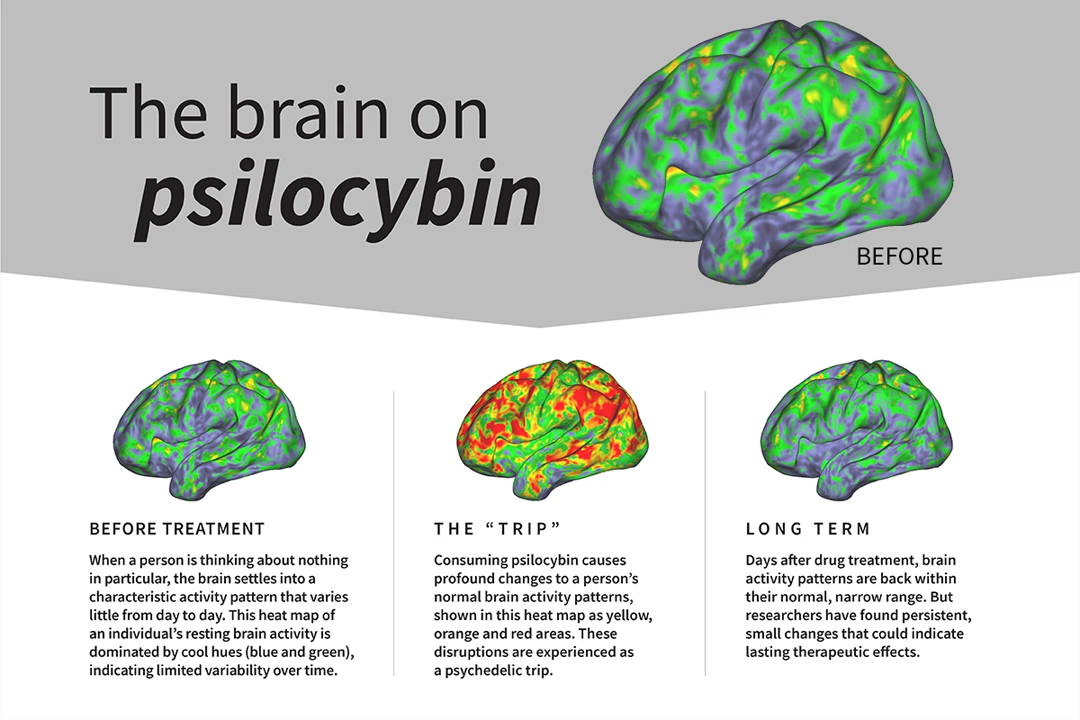 The brain on
psilocybin
BEFORE
BEFORE TREATMENT
When a person is thinking about nothing
in particular, the brain settles into a
characteristic activity pattern that varies
little from day to day. This heat map of
an individual’s resting brain activity is
dominated by cool hues (blue and green),
indicating limited variability over time.
THE “TRIP”
Consuming psilocybin causes
profound changes to a person’s
normal brain activity patterns,
shown in this heat map as yellow,
orange and red areas. These
disruptions are experienced as
a psychedelic trip.
LONG TERM
Days after drug treatment, brain
activity patterns are back within
their normal, narrow range. But
researchers have found persistent,
small changes that could indicate
lasting therapeutic effects.